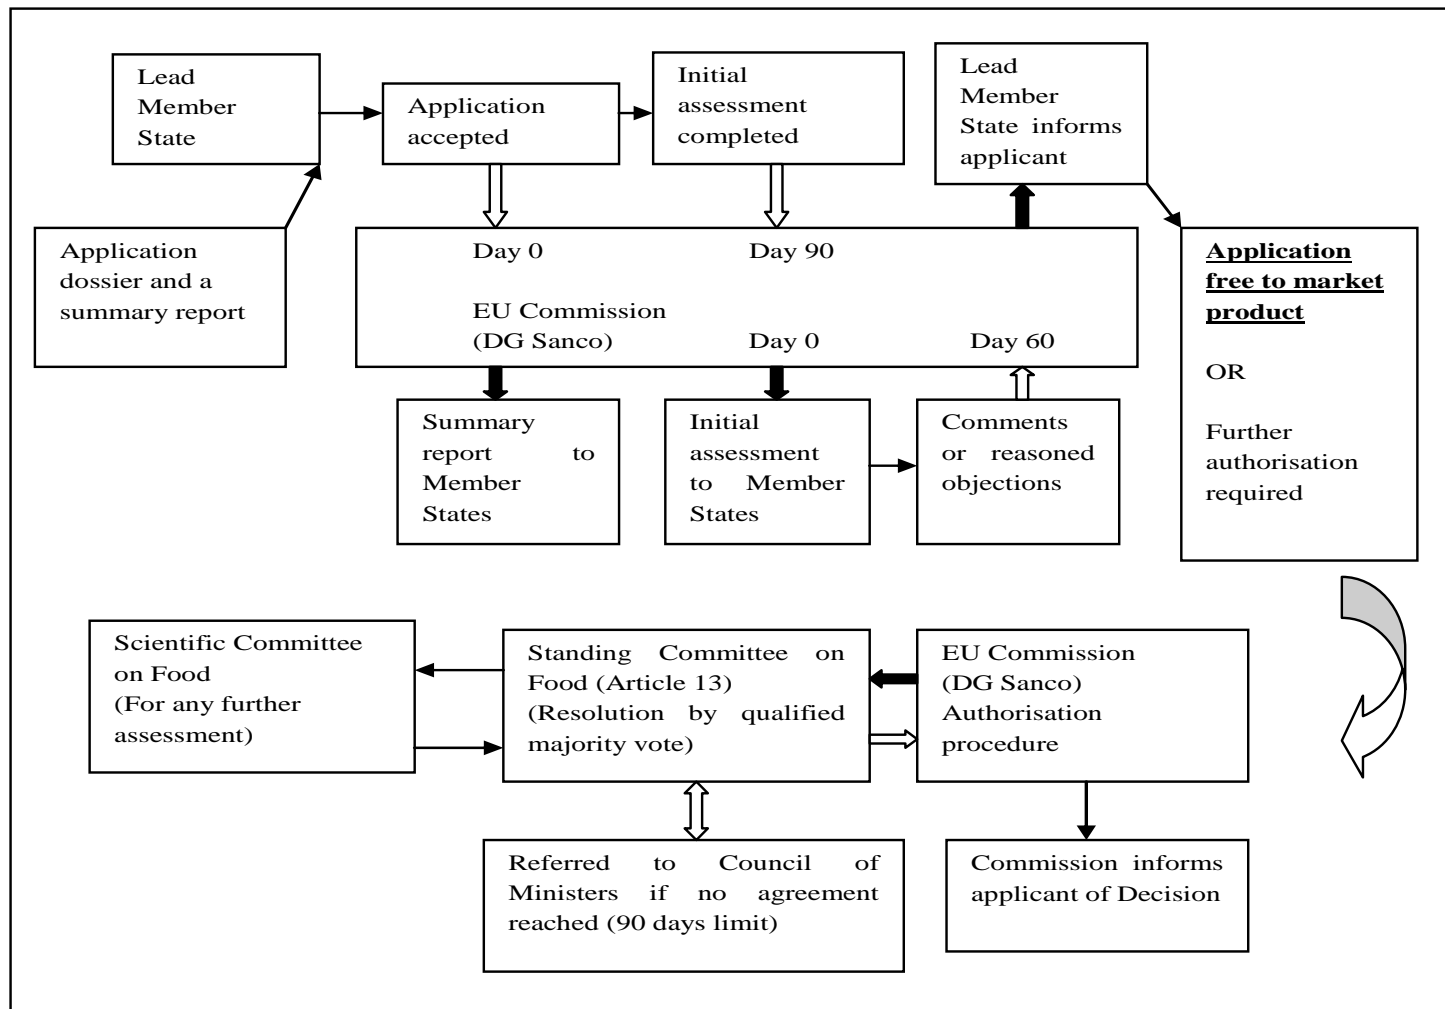 Lead
Member
State
Application
accepted
Initial
assessment
completed
Lead
Member
State informs
applicant
Application
dossier and a
summary report
Day 0
Day 90
EU Commission
(DG Sanco)
Day 0
Day 60
Application
free to market
product
OR
Further
authorisation
required
Summary
report to
Member
States
Initial
assessment
to Member
States
Comments
or reasoned
objections
Scientific Committee
on Food
(For any further
assessment)
Standing Committee on
Food (Article 13)
(Resolution by qualified
majority vote)
EU Commission
(DG Sanco)
Authorisation
procedure
Referred to Council of
Ministers if no agreement
reached (90 days limit)
Commission informs
applicant of Decision